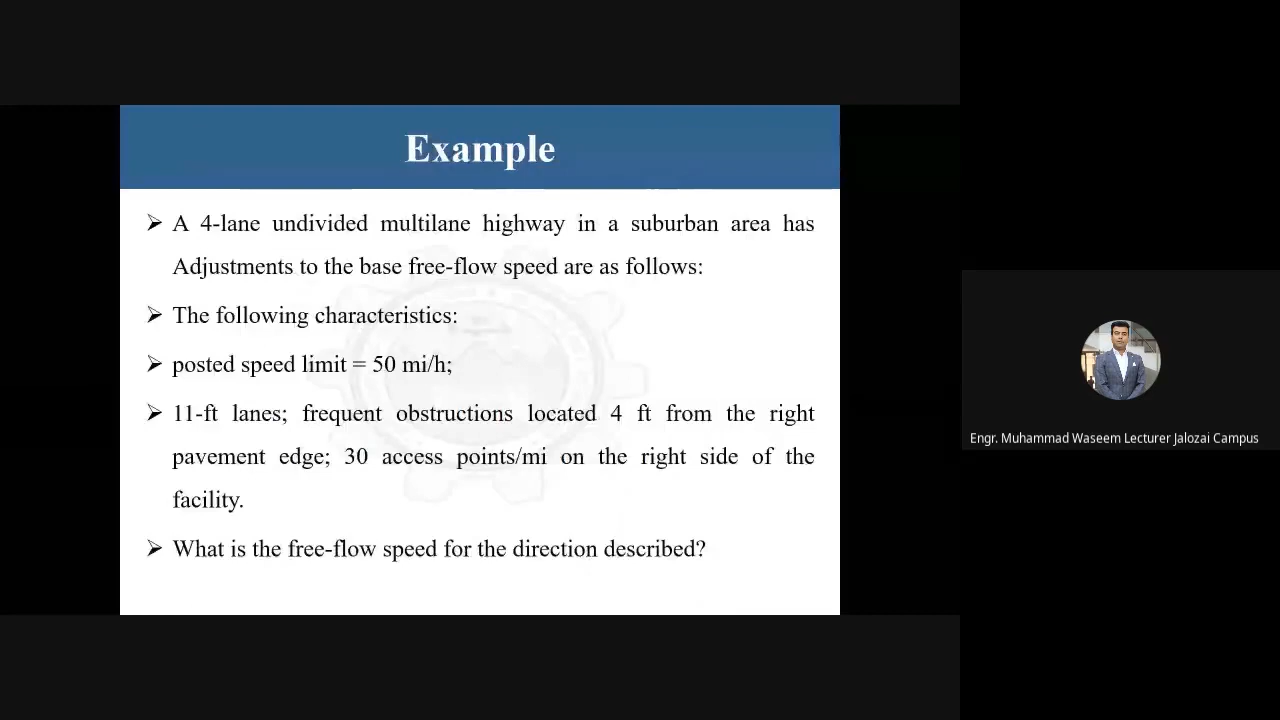 Example
➢ A 4-lane undivided multilane highway in a suburban area has
Adjustments to the base free-flow speed are as follows:
➢ The following characteristics:
➢ posted speed limit = 50 mi/h;
➢ 11-ft lanes; frequent obstructions located 4 ft from the right
pavement edge; 30 access points/mi on the right side of the
facility.
➢ What is the free-flow speed for the direction described?
Engr. Muhammad Waseem Lecturer Jalozai Campus